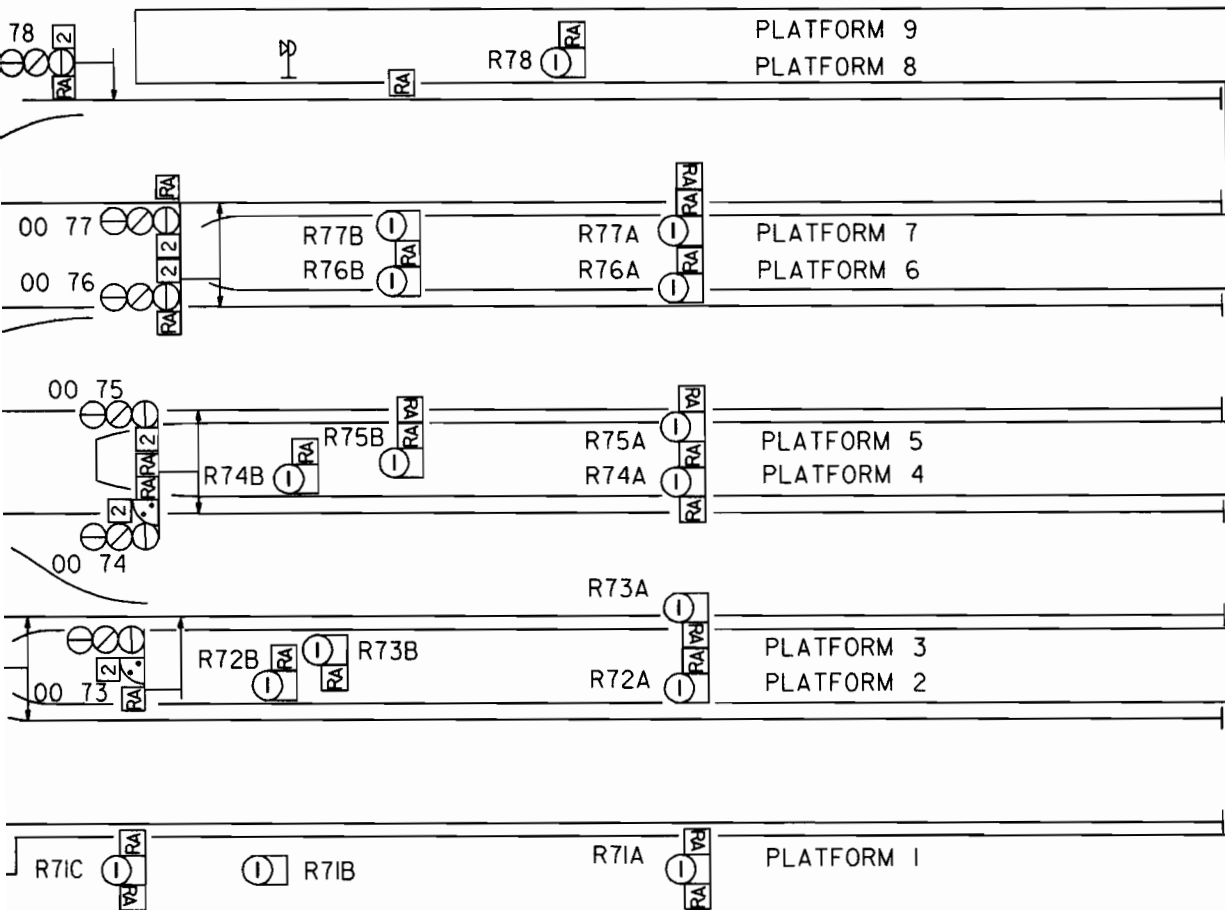 78 2 RA PLATFORM 9
R78 I PLATFORM 8
RA RA
RA RA
RA
00 77 R77B I R77A I PLATFORM 7
2 RA RA
2
00 76 R76B I R76A I PLATFORM 6
RA
00 75 RA RA
2 R75B RA R75A I PLATFORM 5
RA RA I RA
RA R74B I R74A I PLATFORM 4
2 RA
00 74
R73A I
R73B I RA PLATFORM 3
2 R72B RA RA RA
00 73 RA I R72A I PLATFORM 2
RA RA
R71C I I R71B R71A I PLATFORM 1
RA RA